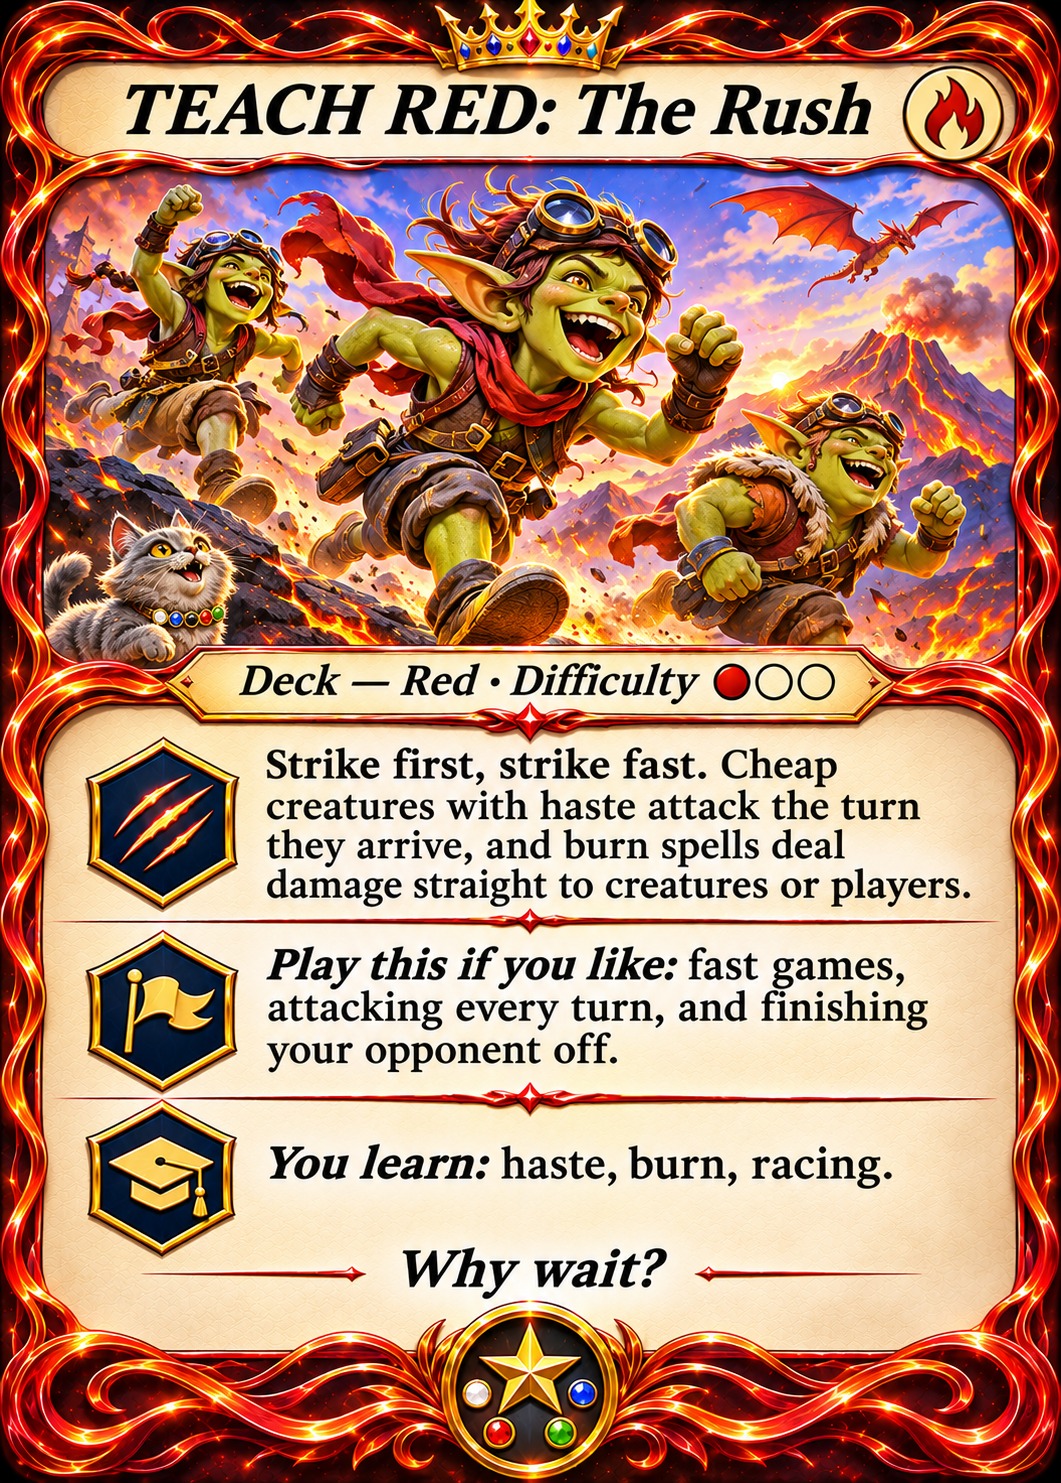 TEACH RED: The Rush
Deck — Red · Difficulty
Strike first, strike fast. Cheap
creatures with haste attack the turn
they arrive, and burn spells deal
damage straight to creatures or players.
Play this if you like: fast games,
attacking every turn, and finishing
your opponent off.
You learn: haste, burn, racing.
Why wait?